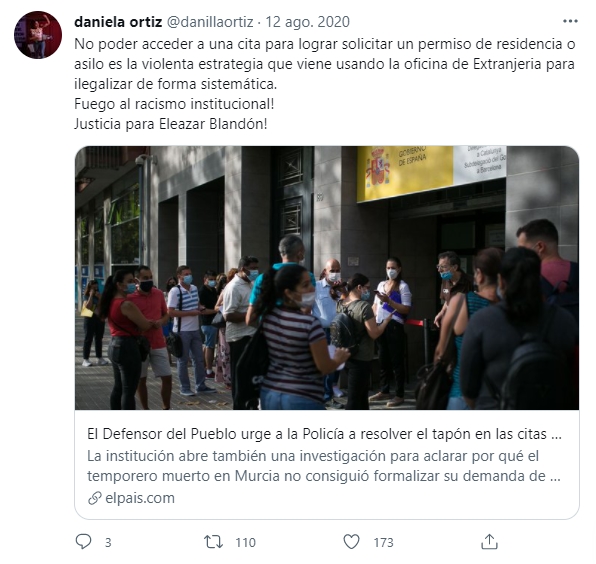 daniela ortiz @danillaortiz · 12 ago. 2020
No poder acceder a una cita para lograr solicitar un permiso de residencia o
asilo es la violenta estrategia que viene usando la oficina de Extranjeria para
ilegalizar de forma sistemática.
Fuego al racismo institucional!
Justicia para Eleazar Blandón!
GOBIERNO
DE ESPAÑA
El Defensor del Pueblo urge a la Policía a resolver el tapón en las citas ...
La institución abre también una investigación para aclarar por qué el
temporero muerto en Murcia no consiguió formalizar su demanda de ...
elpais.com
3 110 173